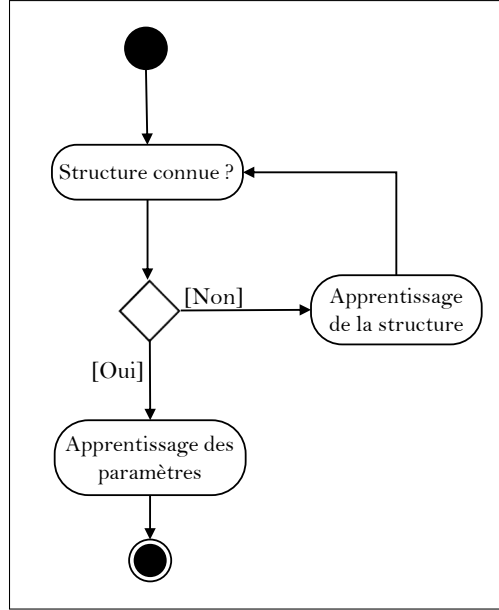 Structure connue ?
[Non]
Apprentissage
de la structure
[Oui]
Apprentissage des
paramètres